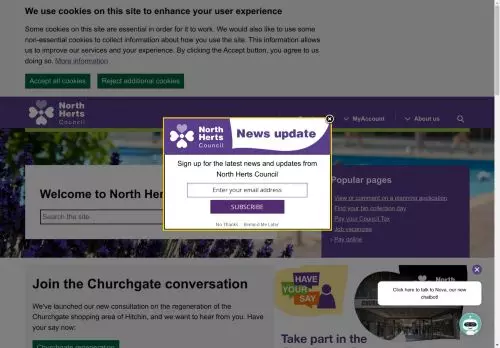 We use cookies on this site to enhance your user experience
Some cookies on this site are essential in order for it to work. We would also like to use some
non-essential cookies to collect information about how you use the site. This information
allows us to improve our services and your experience. By clicking the Accept button, you agree to us
doing so. More information
Accept all cookies
Reject additional cookies
North
Herts
Council
MyAccount
About us
North
Herts
Council
News update
Sign up for the latest news and updates from
North Herts Council
Enter your email address
SUBSCRIBE
No Thanks
Remind Me Later
Welcome to North Her
Search the site
Popular pages
View or comment on a planning application
Find your bin collection day
Pay your Council Tax
Job vacancies
Pay online
Join the Churchgate conversation
We've launched our new consultation on the regeneration of the
Churchgate shopping area of Hitchin, and we want to hear from you. Have
your say now:
Churchgate regeneration
HAVE
YOUR
SAY
North
Take part in the
Click here to talk to Nova, our new
chatbot!